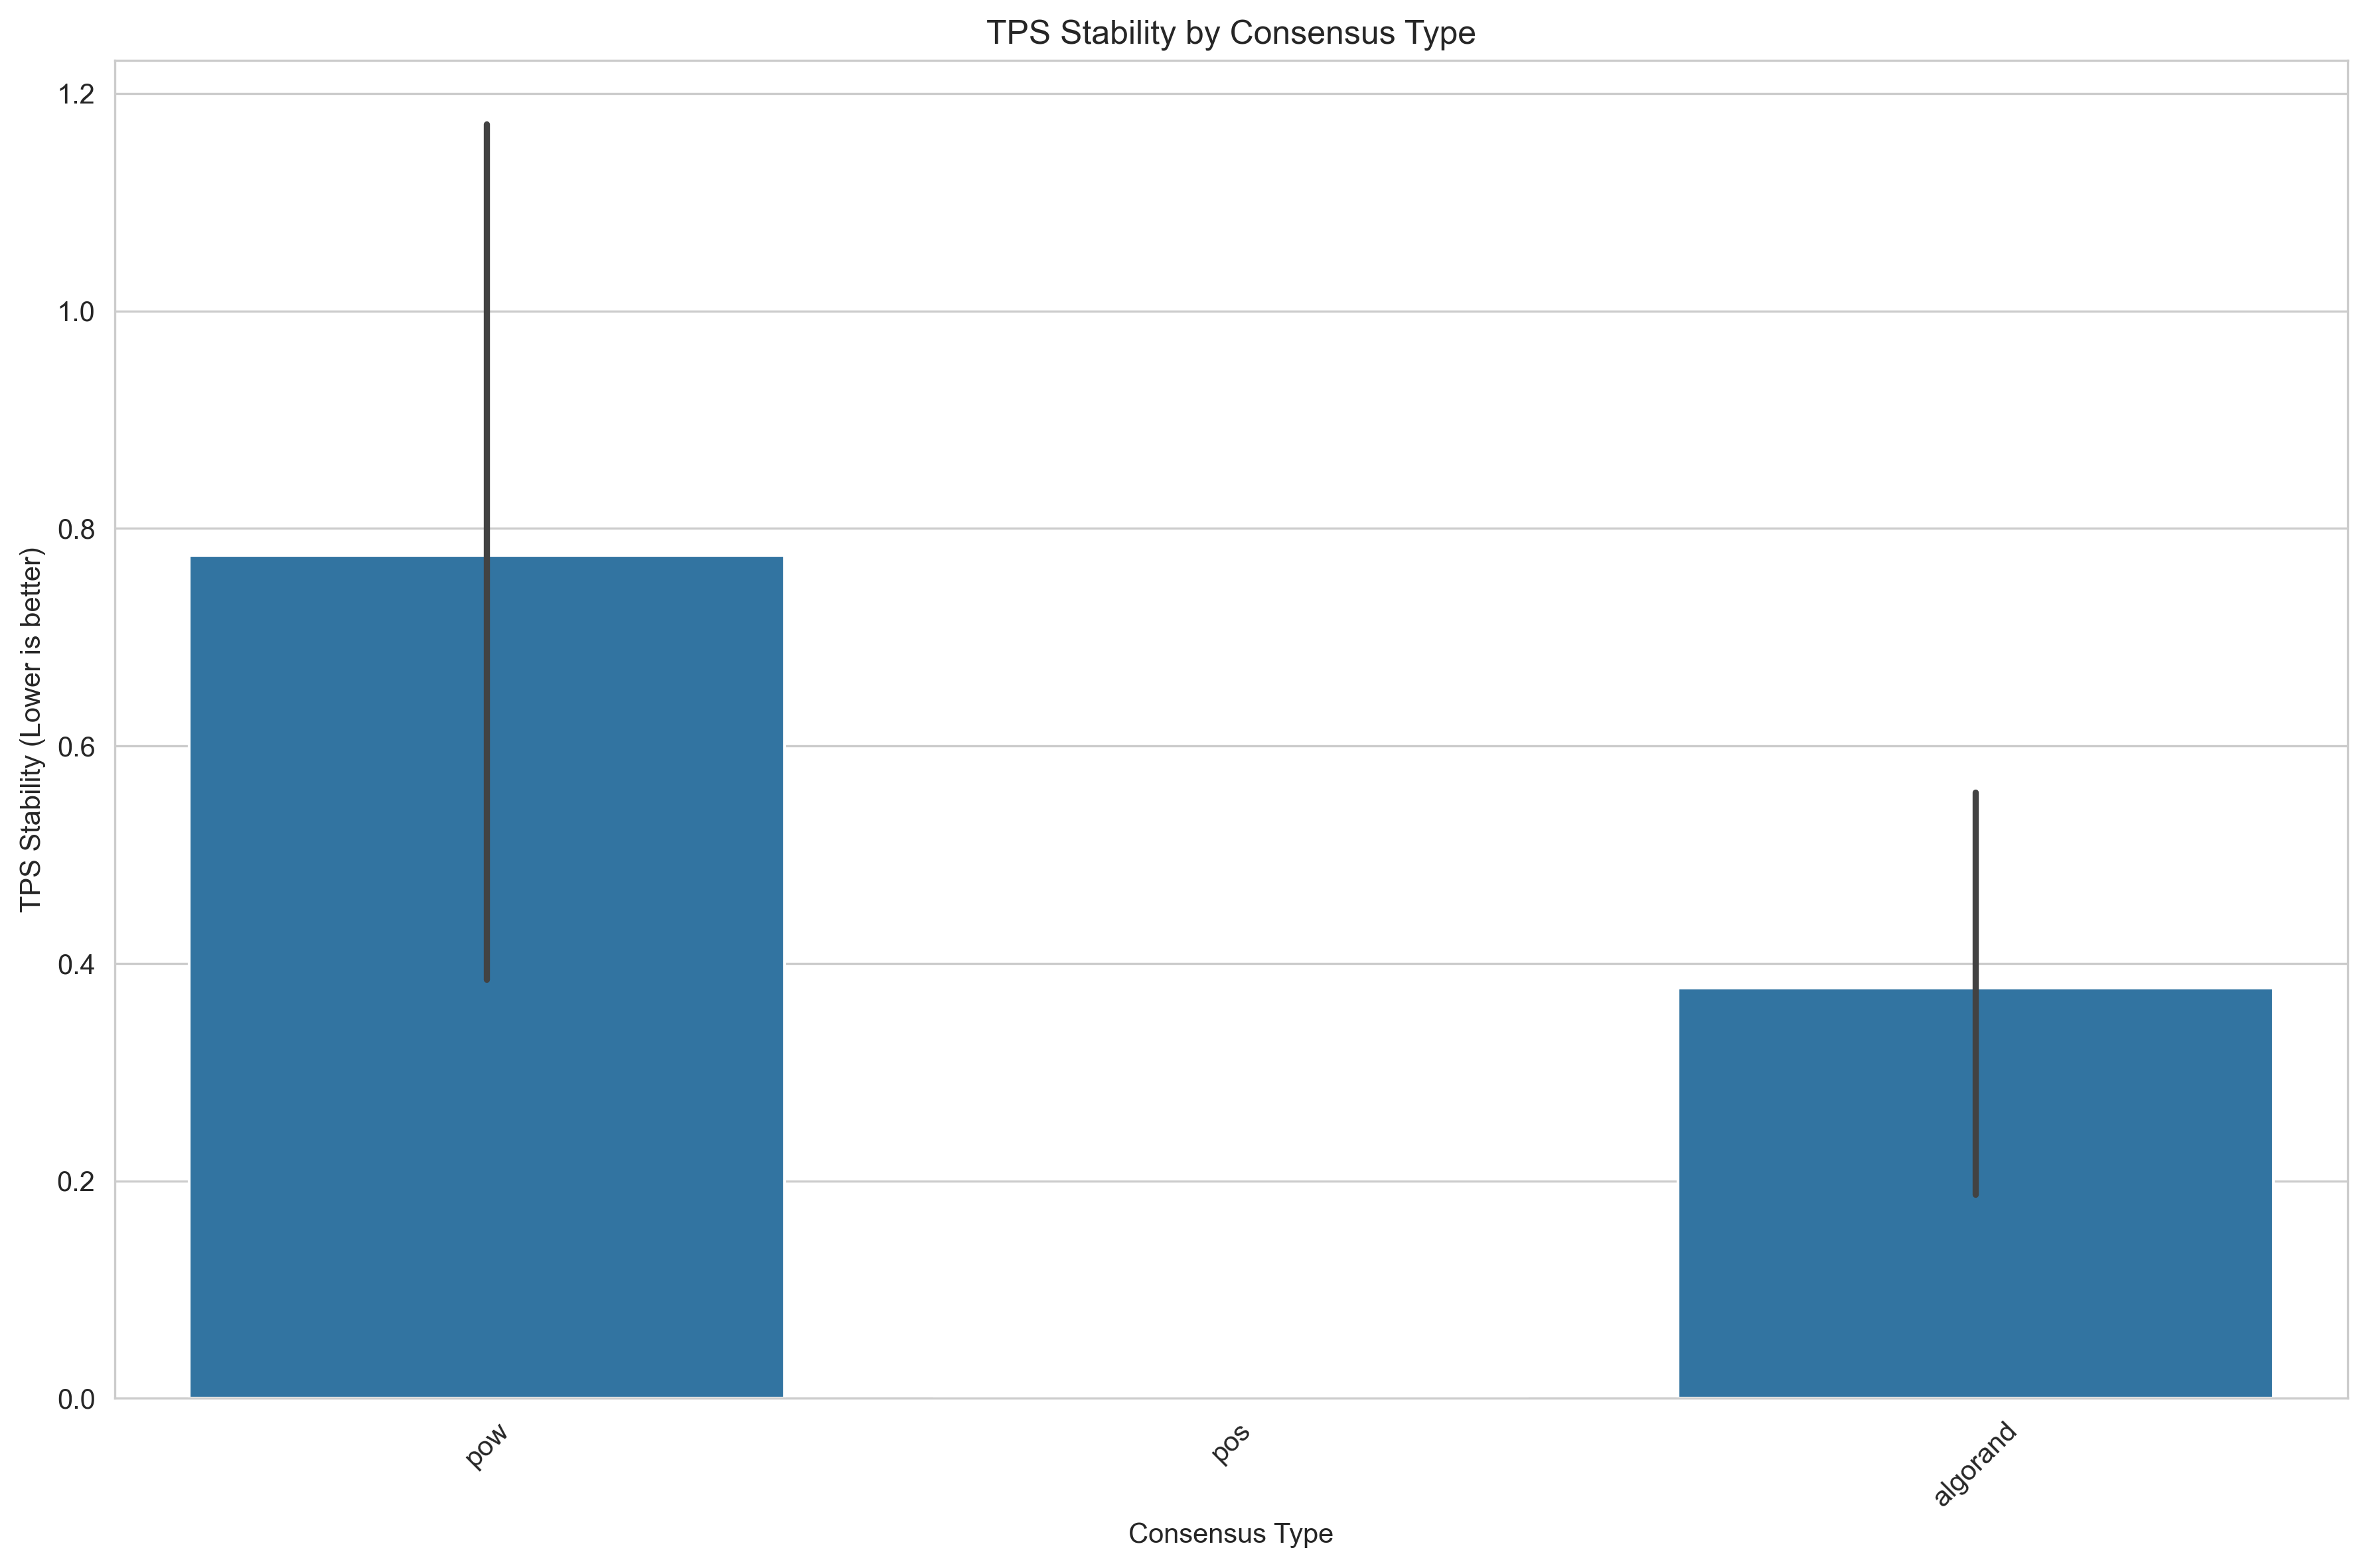 TPS Stability by Consensus Type
TPS Stability (Lower is better)
1.2
1.0
0.8
0.6
0.4
0.2
0.0
pow
pos
algorand
Consensus Type